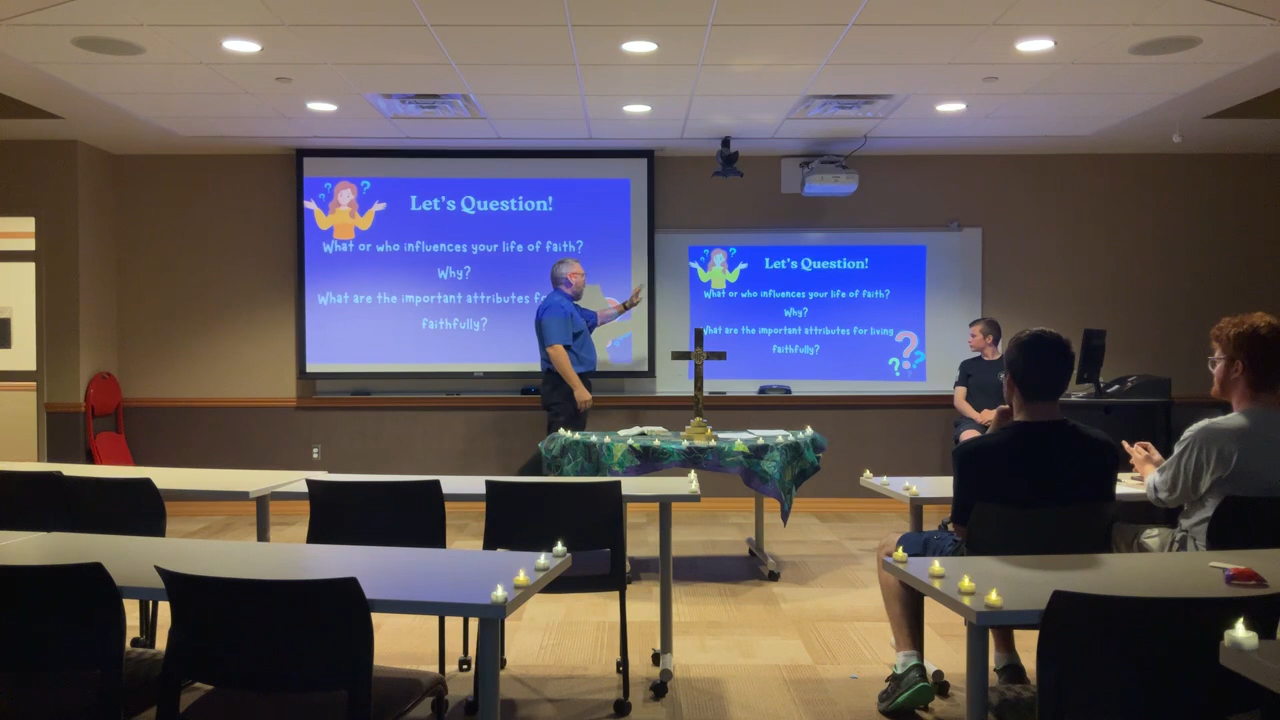 Let's Question!
What or who influences your life of faith?
Why?
What are the important attributes fo
faithfully?
Let's Question!
What or who influences your life of faith?
Why?
What are the important attributes for living
faithfully?